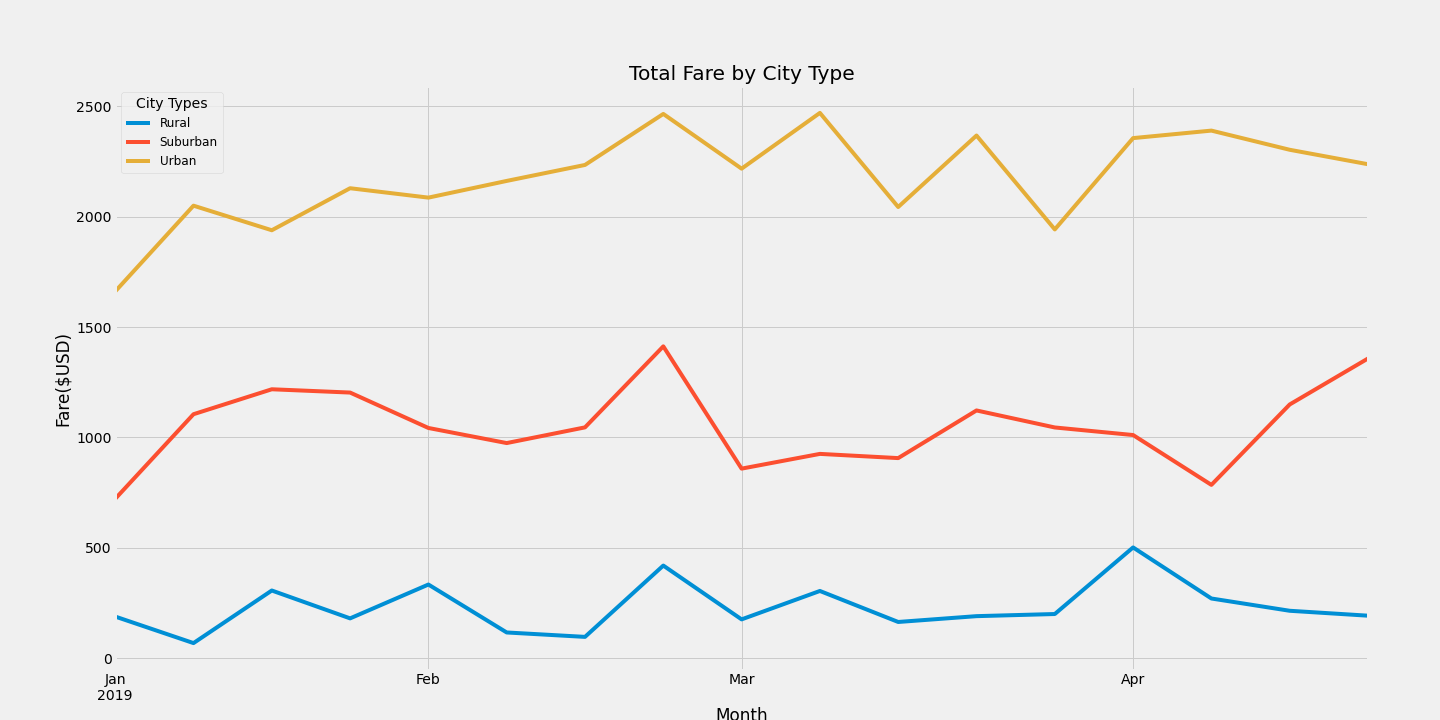 Total Fare by City Type
City Types
Rural
Suburban
Urban
2500
2000
1500
1000
500
0
Fare($USD)
Jan Feb Mar Apr
2019
Month